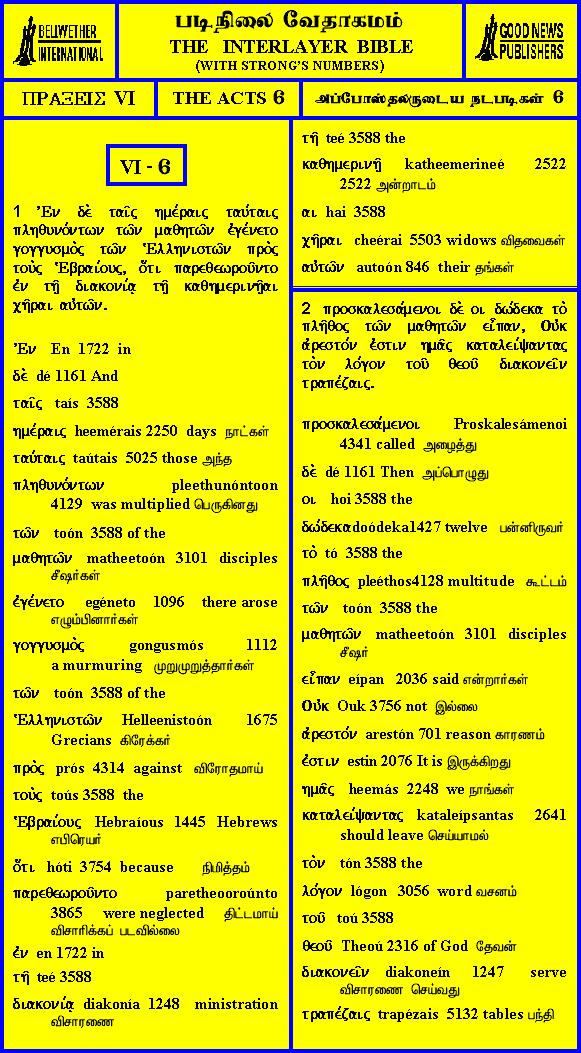 BELLWETHER
INTERNATIONAL
படிநிலை வேதாகமம்
THE INTERLAYER BIBLE
(WITH STRONG'S NUMBERS)
GOOD NEWS
PUBLISHERS
ΠΡΑΞΕΙΣ VI
THE ACTS 6
அப்போஸ்தலருடைய நடபடிகள் 6
VI - 6
1 Ἐν δὲ ταῖς ημέραις ταύταις
πληθυνόντων τῶν μαθητῶν ἐγένετο
γογγυσμὸς τῶν Ἑλληνιστῶν πρὸς
τοὺς Ἑβραίους, ὅτι παρεθεωροῦντο
ἐν τῇ διακονίᾳ τῇ καθημερινῇαι
χῆραι αὐτῶν.
Ἐν En 1722 in
δὲ dé 1161 And
ταῖς taís 3588
ημέραις heemérais 2250 days நாட்கள்
ταύταις taútais 5025 those அந்த
πληθυνόντων pleethunóntoon
4129 was multiplied பெருகினது
τῶν toón 3588 of the
μαθητῶν matheetoón 3101 disciples
சீஷர்கள்
ἐγένετο egéneto 1096 there arose
எழும்பினார்கள்
γογγυσμὸς gongusmós 1112
a murmuring முறுமுறுத்தார்கள்
τῶν toón 3588 of the
Ἑλληνιστῶν Helleenistoón 1675
Grecians கிரேக்கர்
πρὸς prós 4314 against விரோதமாய்
τοὺς toús 3588 the
Ἑβραίους Hebraíous 1445 Hebrews
எபிரெயர்
ὅτι hóti 3754 because நிமித்தம்
παρεθεωροῦντο paretheooroúnto
3865 were neglected திட்டமாய்
விசாரிக்கப் படவில்லை
ἐν en 1722 in
τῇ teé 3588
διακονίᾳ diakonía 1248 ministration
விசாரணை
τῇ teé 3588 the
καθημερινῇ katheemerineé 2522
2522 அன்றாடம்
αι hai 3588
χῆραι cheérai 5503 widows விதவைகள்
αὐτῶν autoón 846 their தங்கள்
2 προσκαλεσάμενοι δὲ οι δώδεκα τὸ
πλῆθος τῶν μαθητῶν εἶπαν, Οὐκ
ἀρεστόν ἐστιν ημᾶς καταλείψαντας
τὸν λόγον τοῦ θεοῦ διακονεῖν
τραπέζαις.
προσκαλεσάμενοι Proskalesámenoi
4341 called அழைத்து
δὲ dé 1161 Then அப்பொழுது
οι hoi 3588 the
δώδεκαdoódeka1427 twelve பன்னிருவர்
τὸ tó 3588 the
πλῆθος pleéthos4128 multitude கூட்டம்
τῶν toón 3588 the
μαθητῶν matheetoón 3101 disciples
சீஷர்
εἶπαν eípan 2036 said என்றார்கள்
Οὐκ Ouk 3756 not இல்லை
ἀρεστόν arestón 701 reason காரணம்
ἐστιν estin 2076 It is இருக்கிறது
ημᾶς heemás 2248 we நாங்கள்
καταλείψαντας kataleípsantas 2641
should leave செய்யாமல்
τὸν tón 3588 the
λόγον lógon 3056 word வசனம்
τοῦ toú 3588
θεοῦ Theoú 2316 of God தேவன்
διακονεῖν diakoneín 1247 serve
விசாரணை செய்வது
τραπέζαις trapézais 5132 tables பந்தி